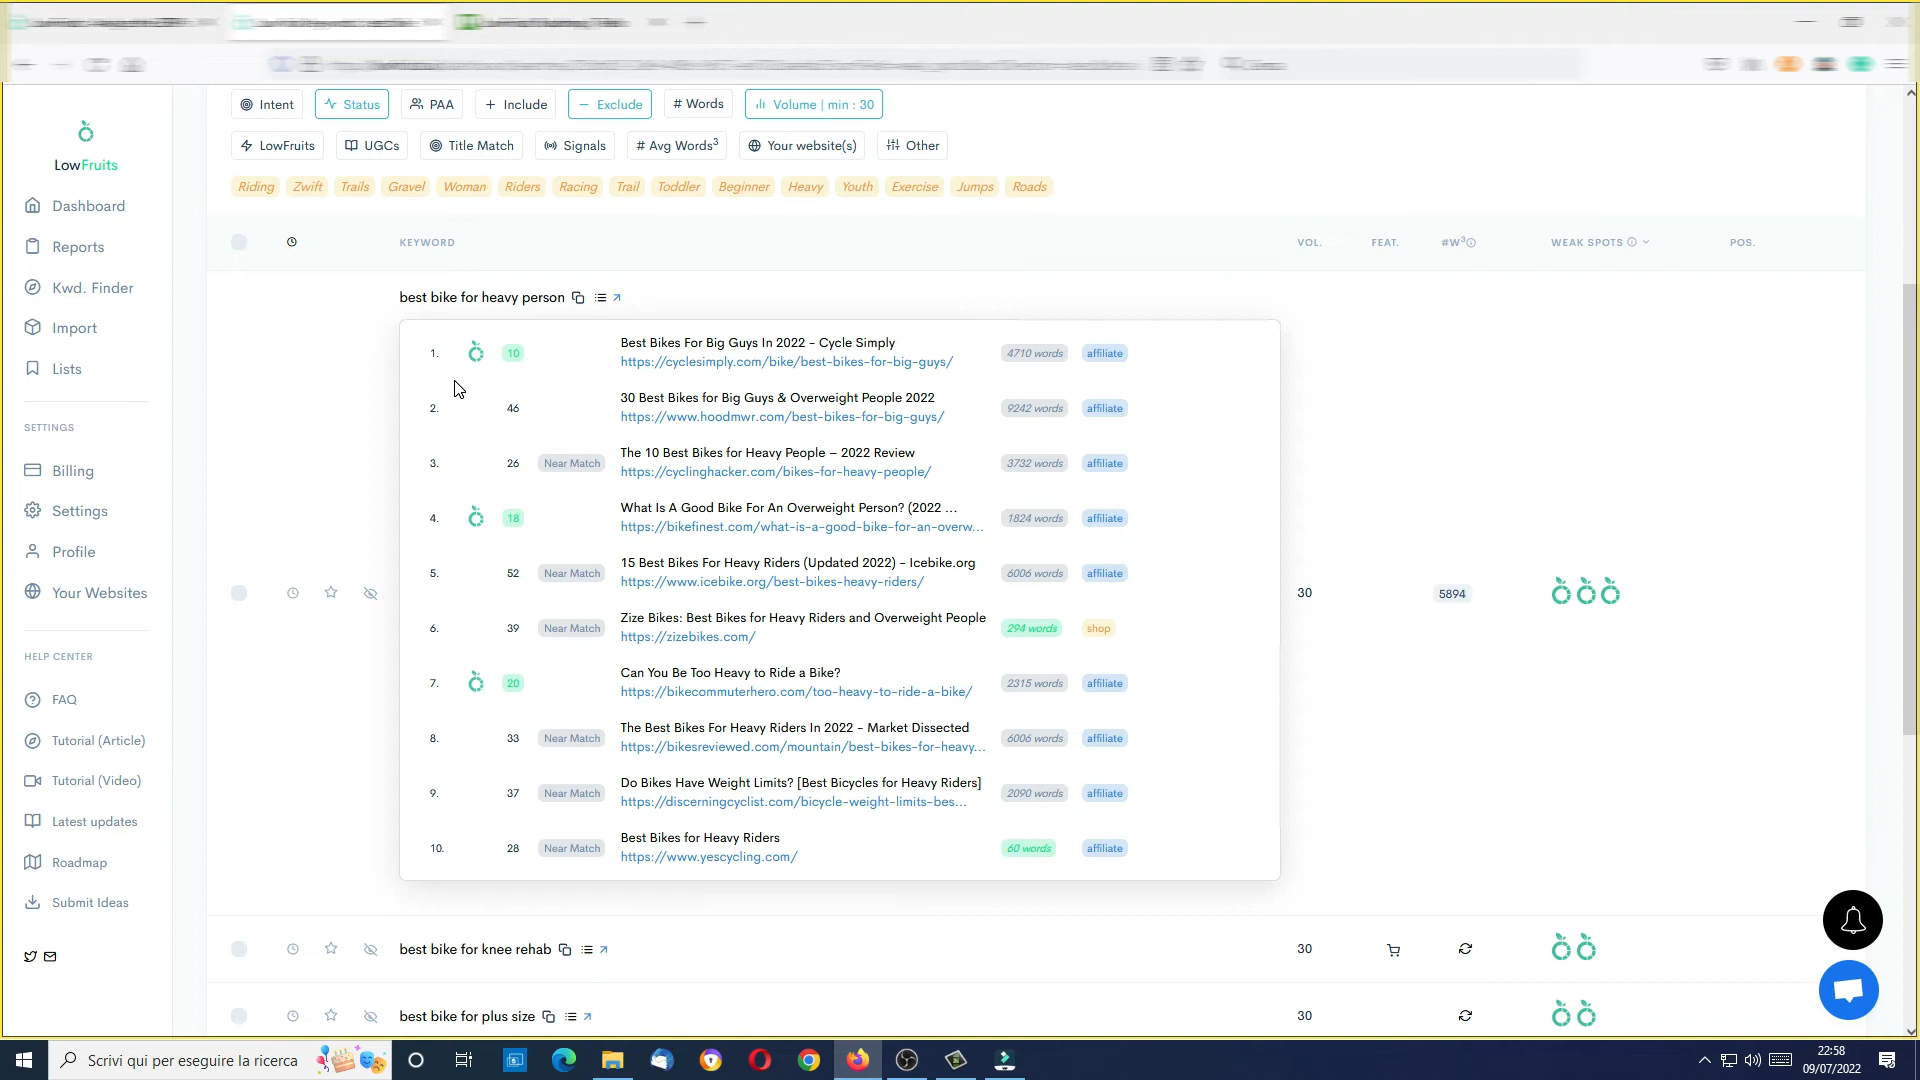 Intent Status PAA + Include − Exclude # Words Volume | min : 30
LowFruits UGCs Title Match Signals # Avg Words³ Your website(s) Other
Riding Zwift Trails Gravel Woman Riders Racing Trail Toddler Beginner Heavy Youth Exercise Jumps Roads
LowFruits
Dashboard
Reports
Kwd. Finder
Import
Lists
SETTINGS
Billing
Settings
Profile
Your Websites
HELP CENTER
FAQ
Tutorial (Article)
Tutorial (Video)
Latest updates
Roadmap
Submit Ideas
KEYWORD VOL. FEAT. #W³ WEAK SPOTS POS.
best bike for heavy person
1. 10 Best Bikes For Big Guys In 2022 - Cycle Simply 4710 words affiliate
https://cyclesimply.com/bike/best-bikes-for-big-guys/
2. 46 30 Best Bikes for Big Guys & Overweight People 2022 9242 words affiliate
https://www.hoodmwr.com/best-bikes-for-big-guys/
3. 26 Near Match The 10 Best Bikes for Heavy People – 2022 Review 3732 words affiliate
https://cyclinghacker.com/bikes-for-heavy-people/
4. 18 What Is A Good Bike For An Overweight Person? (2022 ... 1824 words affiliate
https://bikefinest.com/what-is-a-good-bike-for-an-overw...
5. 52 Near Match 15 Best Bikes For Heavy Riders (Updated 2022) - Icebike.org 6006 words affiliate
https://www.icebike.org/best-bikes-heavy-riders/
6. 39 Near Match Zize Bikes: Best Bikes for Heavy Riders and Overweight People 294 words shop
https://zizebikes.com/
7. 20 Can You Be Too Heavy to Ride a Bike? 2315 words affiliate
https://bikecommuterhero.com/too-heavy-to-ride-a-bike/
8. 33 Near Match The Best Bikes For Heavy Riders In 2022 - Market Dissected 6006 words affiliate
https://bikesreviewed.com/mountain/best-bikes-for-heavy...
9. 37 Near Match Do Bikes Have Weight Limits? [Best Bicycles for Heavy Riders] 2090 words affiliate
https://discerningcyclist.com/bicycle-weight-limits-bes...
10. 28 Near Match Best Bikes for Heavy Riders 60 words affiliate
https://www.yescycling.com/
30 5894
best bike for knee rehab 30
best bike for plus size 30
Scrivi qui per eseguire la ricerca
22:58
09/07/2022